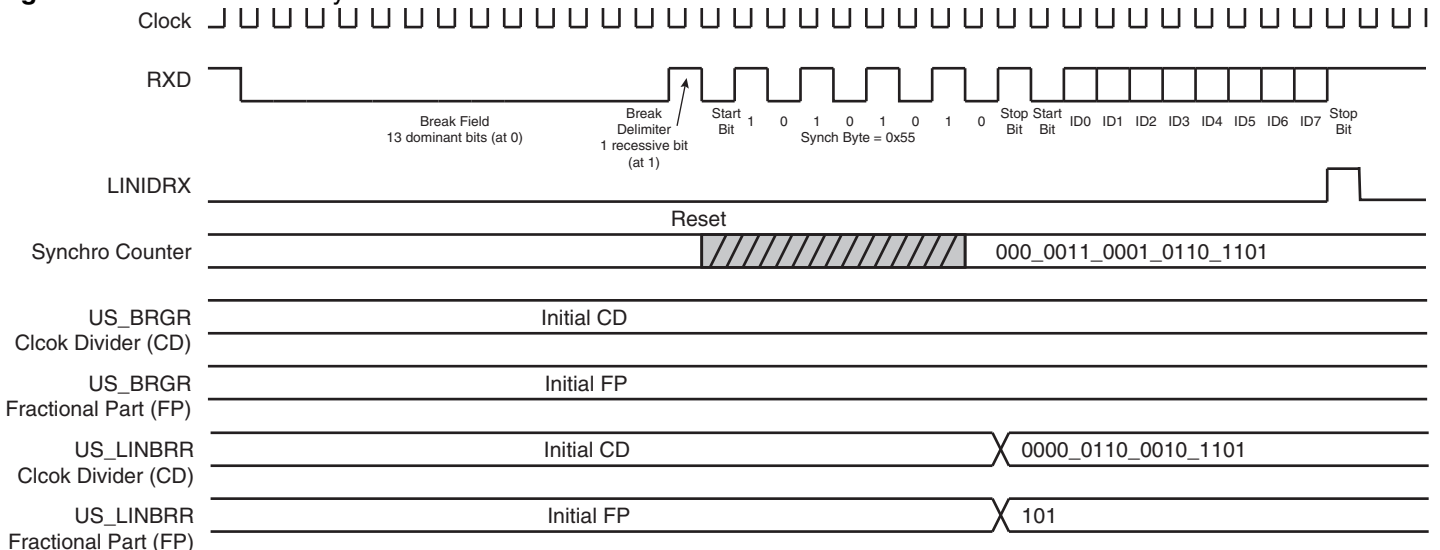 Clock
RXD
Break Field
13 dominant bits (at 0)
Break
Delimiter
1 recessive bit
(at 1)
Start
Bit
1 0 1 0 1 0 1 0
Synch Byte = 0x55
Stop
Bit
Start
Bit
ID0 ID1 ID2 ID3 ID4 ID5 ID6 ID7
Stop
Bit
LINIDRX
Reset
Synchro Counter
000_0011_0001_0110_1101
US_BRGR
Clcok Divider (CD)
Initial CD
US_BRGR
Fractional Part (FP)
Initial FP
US_LINBRR
Clcok Divider (CD)
Initial CD
0000_0110_0010_1101
US_LINBRR
Fractional Part (FP)
Initial FP
101